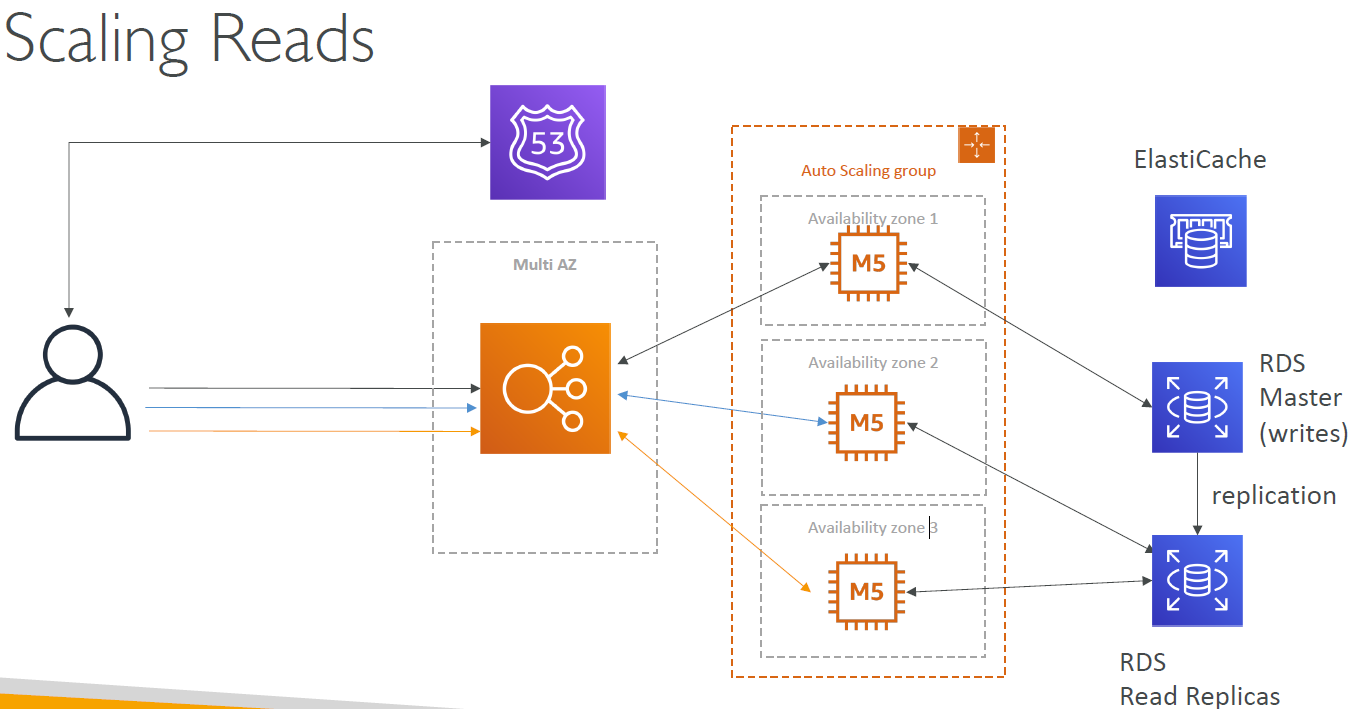 Scaling Reads
53
Auto Scaling group
ElastiCache
Availability zone 1
M5
Multi AZ
Availability zone 2
M5
RDS
Master
(writes)
replication
Availability zone 3
M5
RDS
Read Replicas